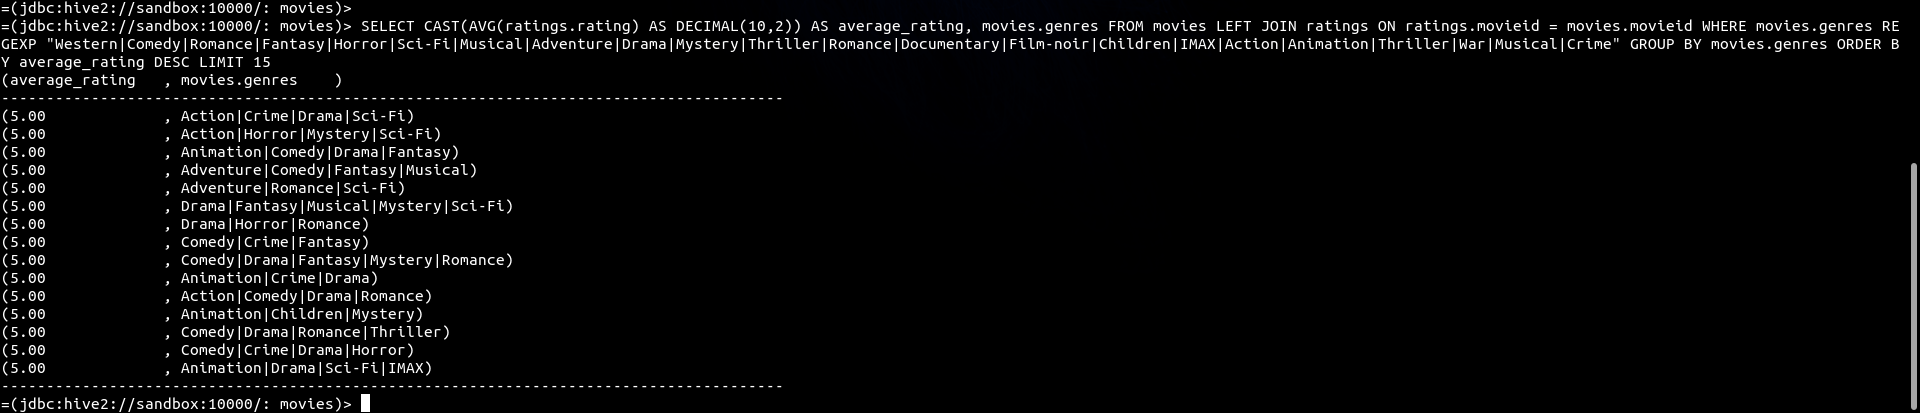 =(jdbc:hive2://sandbox:10000/: movies)>
=(jdbc:hive2://sandbox:10000/: movies)> SELECT CAST(AVG(ratings.rating) AS DECIMAL(10,2)) AS average_rating, movies.genres FROM movies LEFT JOIN ratings ON ratings.movieid = movies.movieid WHERE movies.genres RE
GEXP "Western|Comedy|Romance|Fantasy|Horror|Sci-Fi|Musical|Adventure|Drama|Mystery|Thriller|Romance|Documentary|Film-noir|Children|IMAX|Action|Animation|Thriller|War|Musical|Crime" GROUP BY movies.genres ORDER B
Y average_rating DESC LIMIT 15
(average_rating   , movies.genres    )
---------------------------------------------------------------------------------------
(5.00             , Action|Crime|Drama|Sci-Fi)
(5.00             , Action|Horror|Mystery|Sci-Fi)
(5.00             , Animation|Comedy|Drama|Fantasy)
(5.00             , Adventure|Comedy|Fantasy|Musical)
(5.00             , Adventure|Romance|Sci-Fi)
(5.00             , Drama|Fantasy|Musical|Mystery|Sci-Fi)
(5.00             , Drama|Horror|Romance)
(5.00             , Comedy|Crime|Fantasy)
(5.00             , Comedy|Drama|Fantasy|Mystery|Romance)
(5.00             , Animation|Crime|Drama)
(5.00             , Action|Comedy|Drama|Romance)
(5.00             , Animation|Children|Mystery)
(5.00             , Comedy|Drama|Romance|Thriller)
(5.00             , Comedy|Crime|Drama|Horror)
(5.00             , Animation|Drama|Sci-Fi|IMAX)
---------------------------------------------------------------------------------------
=(jdbc:hive2://sandbox:10000/: movies)>